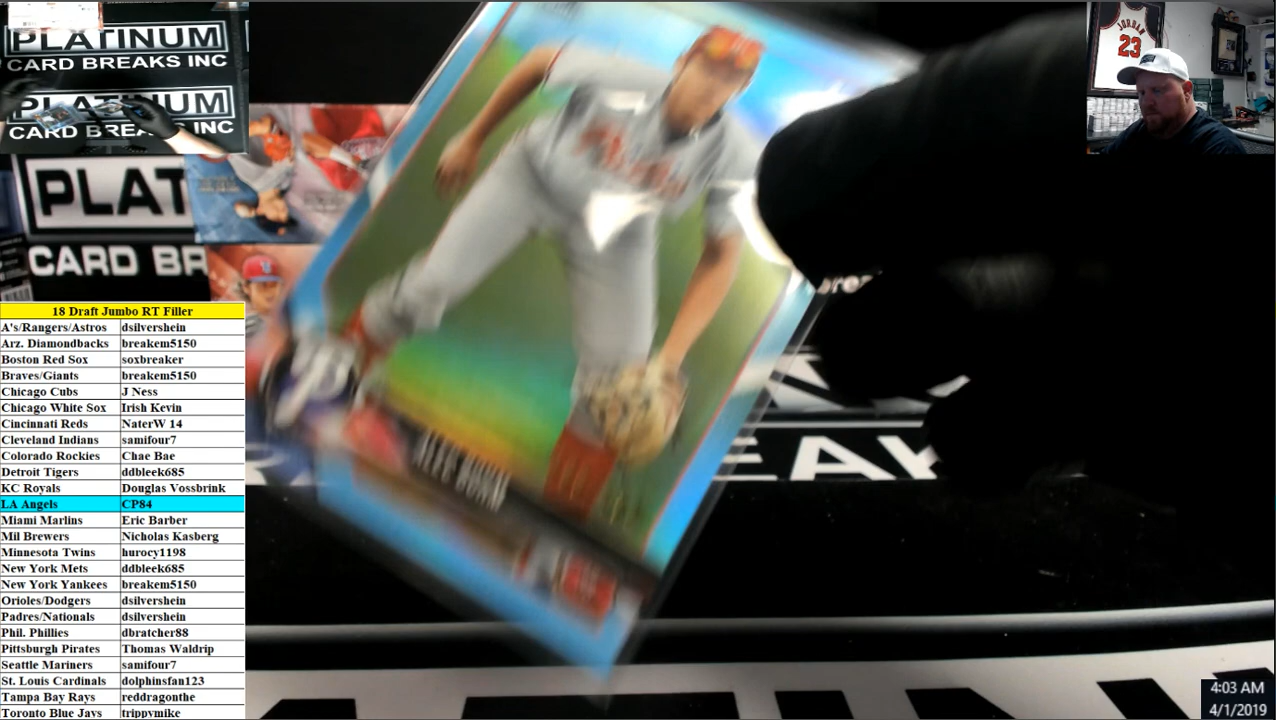 PLATINUM
CARD BREAKS INC
PLATINUM
CARD BREAKS INC
JORDAN
23
PLAT
CARD BR
18 Draft Jumbo RT Filler
A's/Rangers/Astros dsilvershein
Arz. Diamondbacks breakem5150
Boston Red Sox soxbreaker
Braves/Giants breakem5150
Chicago Cubs J Ness
Chicago White Sox Irish Kevin
Cincinnati Reds NaterW 14
Cleveland Indians samifour7
Colorado Rockies Chae Bae
Detroit Tigers ddbleek685
KC Royals Douglas Vossbrink
LA Angels CP84
Miami Marlins Eric Barber
Mil Brewers Nicholas Kasberg
Minnesota Twins hurocy1198
New York Mets ddbleek685
New York Yankees breakem5150
Orioles/Dodgers dsilvershein
Padres/Nationals dsilvershein
Phil. Phillies dbratcher88
Pittsburgh Pirates Thomas Waldrip
Seattle Mariners samifour7
St. Louis Cardinals dolphinsfan123
Tampa Bay Rays reddragonthe
Toronto Blue Jays trippymike
ALEC BOHM
EAK
4:03 AM
4/1/2019